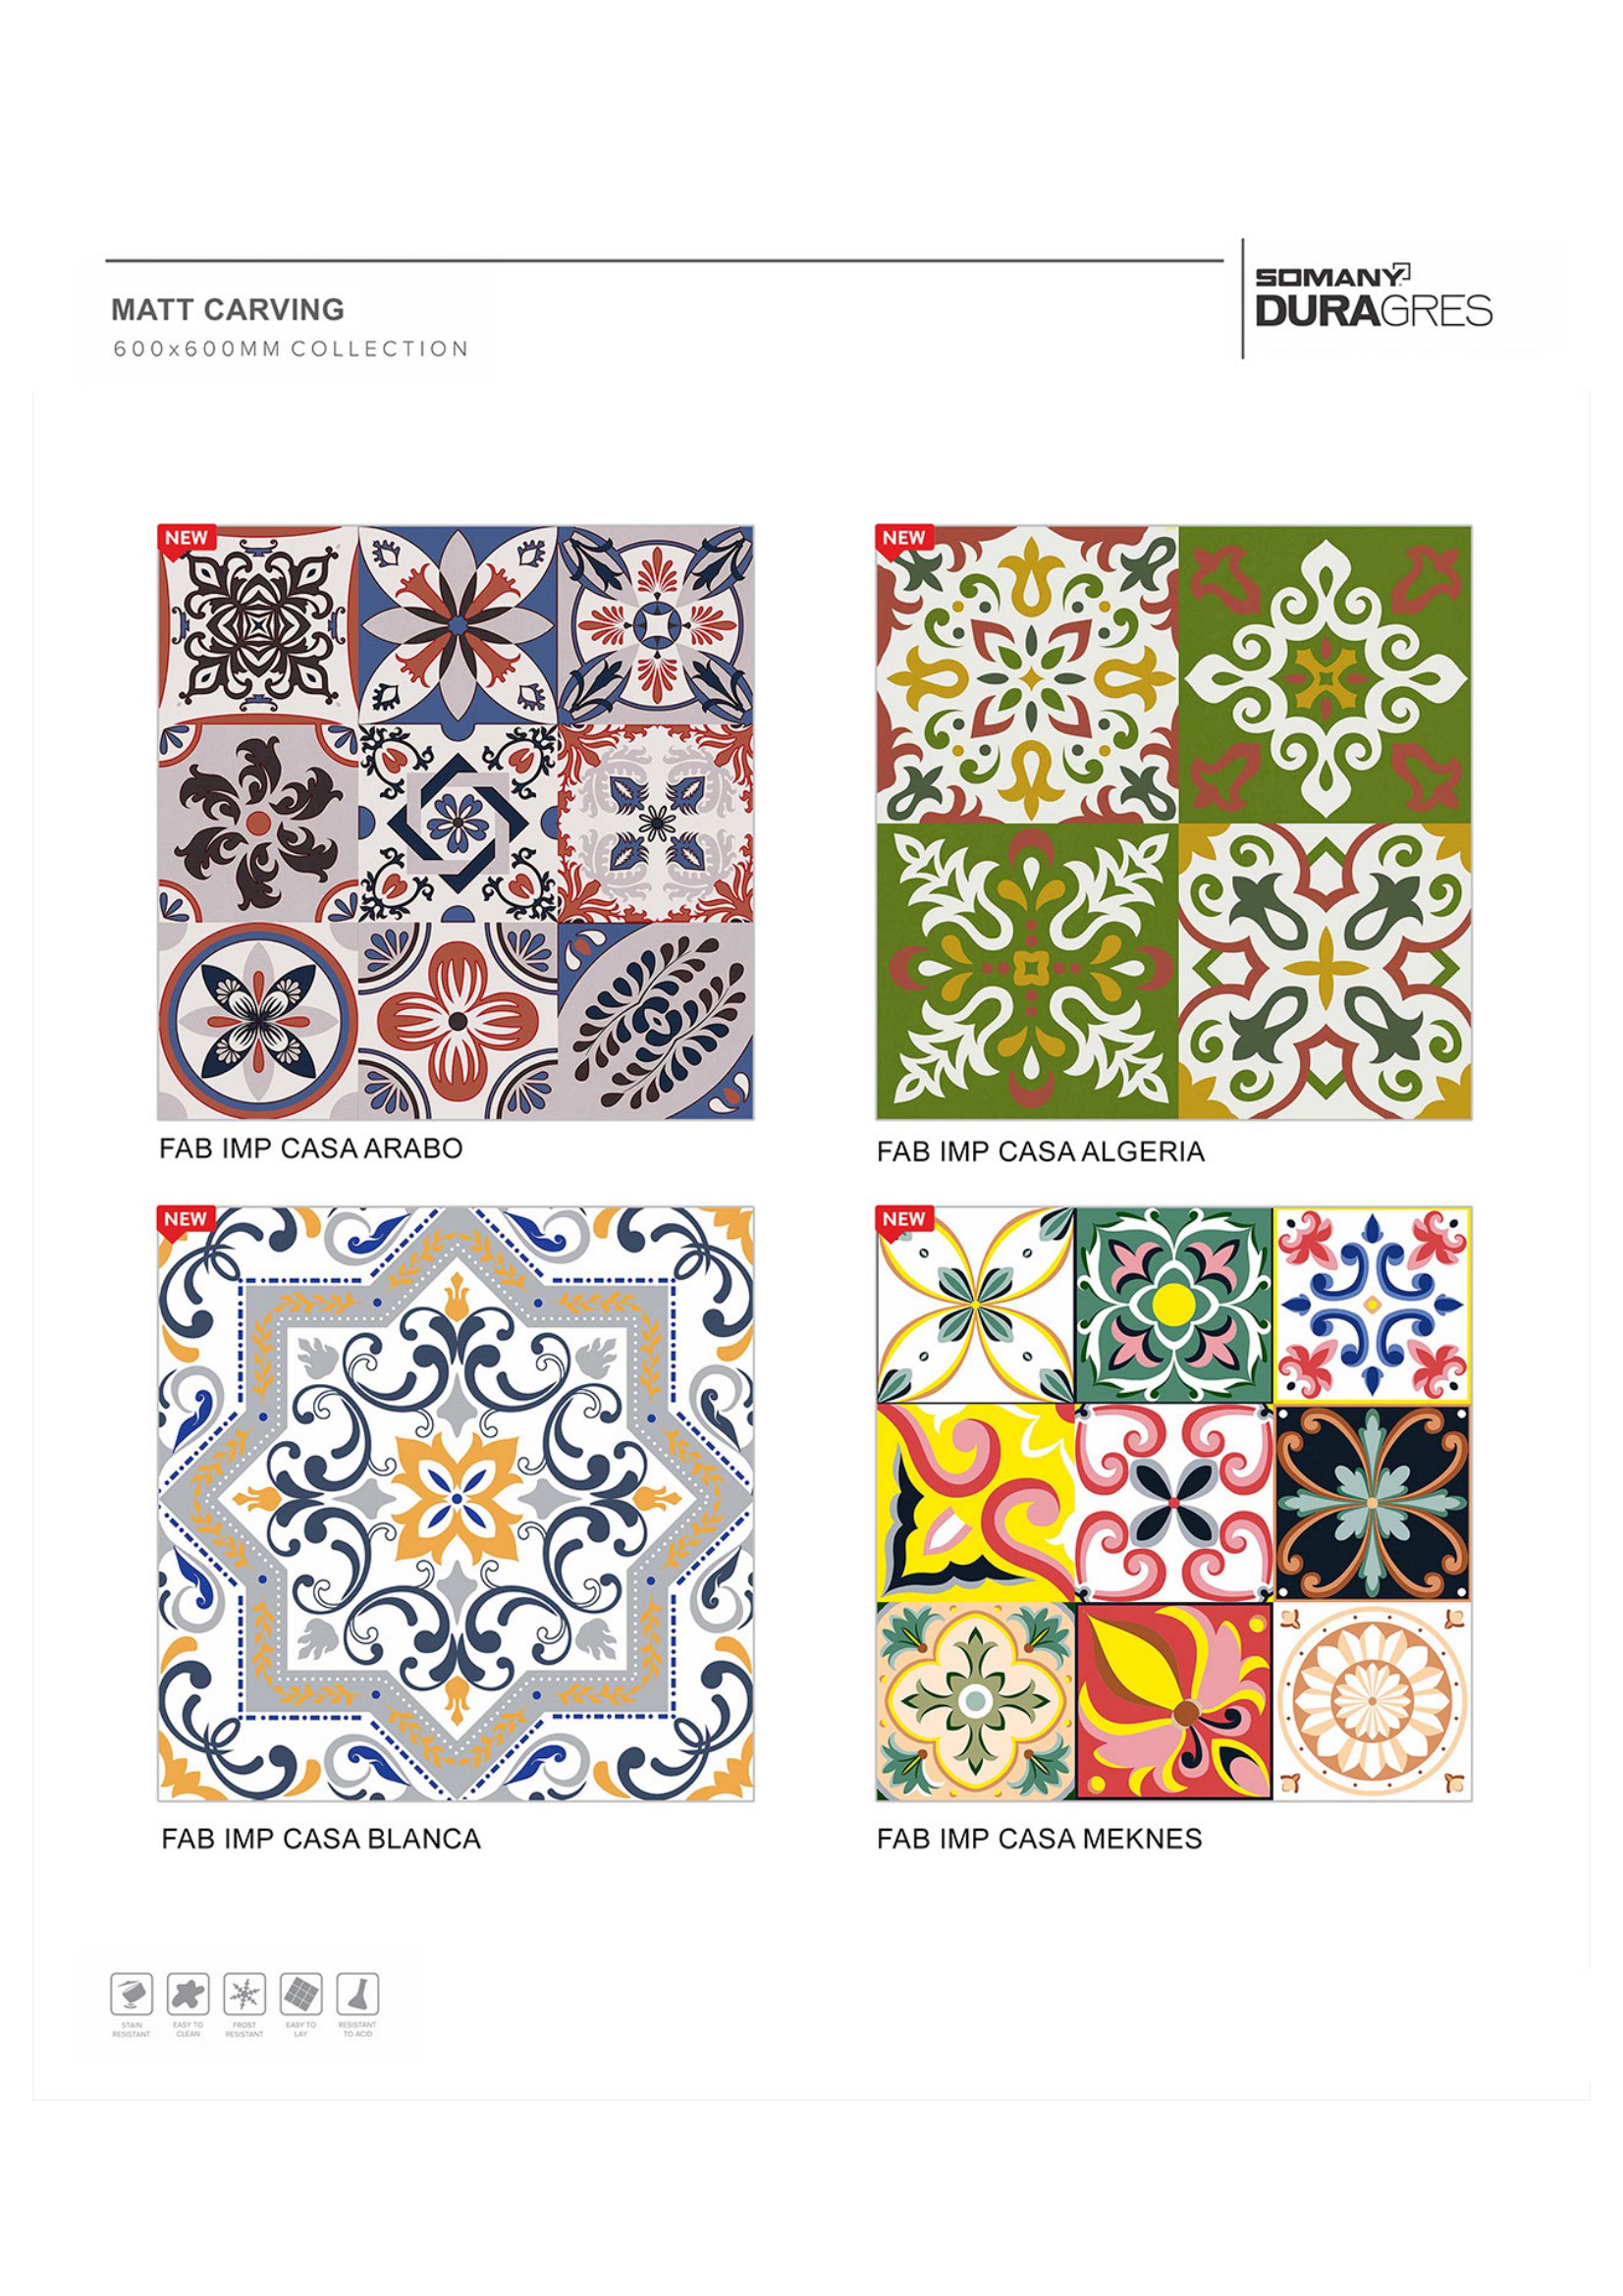 MATT CARVING
600x600MM COLLECTION
SOMANY
DURAGRES
NEW
NEW
FAB IMP CASA ARABO
FAB IMP CASA ALGERIA
NEW
NEW
FAB IMP CASA BLANCA
FAB IMP CASA MEKNES
STAIN
RESISTANT
EASY TO
CLEAN
FROST
RESISTANT
EASY TO
LAY
RESISTANT
TO ACID